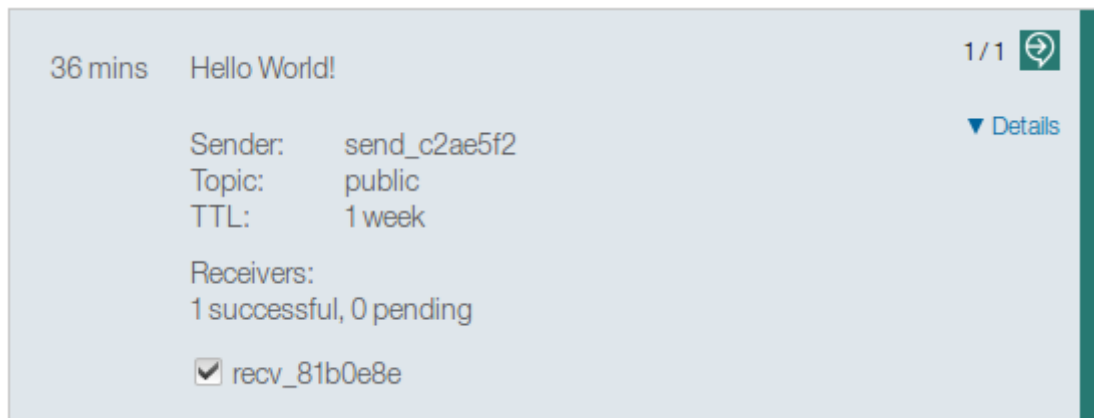 36 mins Hello World! 1 / 1
▼ Details
Sender: send_c2ae5f2
Topic: public
TTL: 1 week
Receivers:
1 successful, 0 pending
recv_81b0e8e